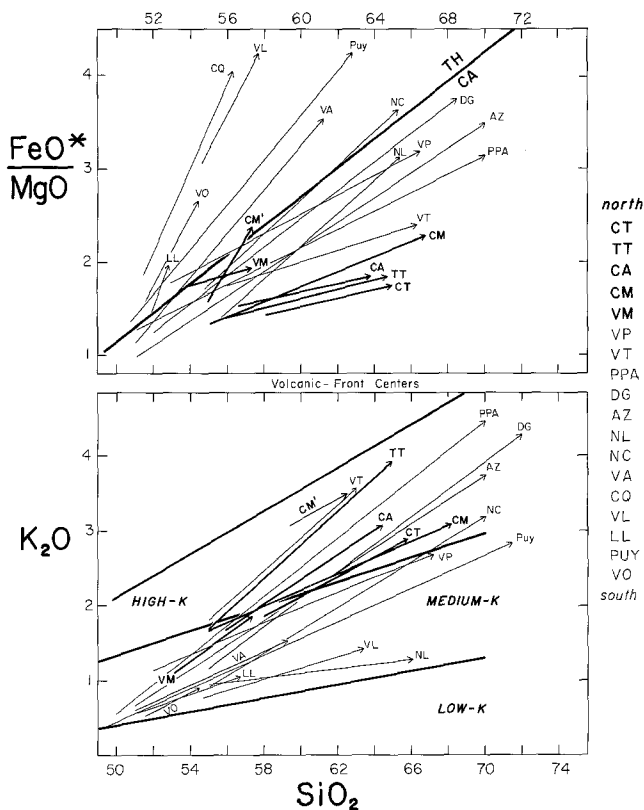 52 56 60 64 68 72
FeO*
MgO
4
3
2
1
CQ
VL
Puy
TH
CA
VA
NC
DG
AZ
NL
VP
PPA
VO
CM'
VT
LL
VM
CM
CA
TT
CT
Volcanic-Front Centers
K₂O
4
3
2
1
PPA
DG
TT
VT
AZ
CM'
CA
CM
NC
CT
Puy
VP
HIGH-K
MEDIUM-K
VA
VL
VM
LL
NL
VO
LOW-K
50 54 58 62 66 70
SiO₂
north
CT
TT
CA
CM
VM
VP
VT
PPA
DG
AZ
NL
NC
VA
CQ
VL
LL
PUY
VO
south